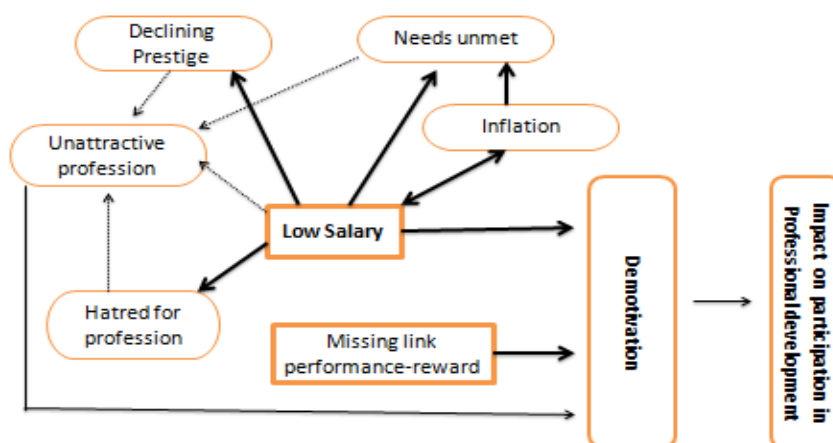 Declining
Prestige
Needs unmet
Inflation
Unattractive
profession
Low Salary
Hatred for
profession
Missing link
performance-reward
Demotivation
Impact on participation in
Professional development